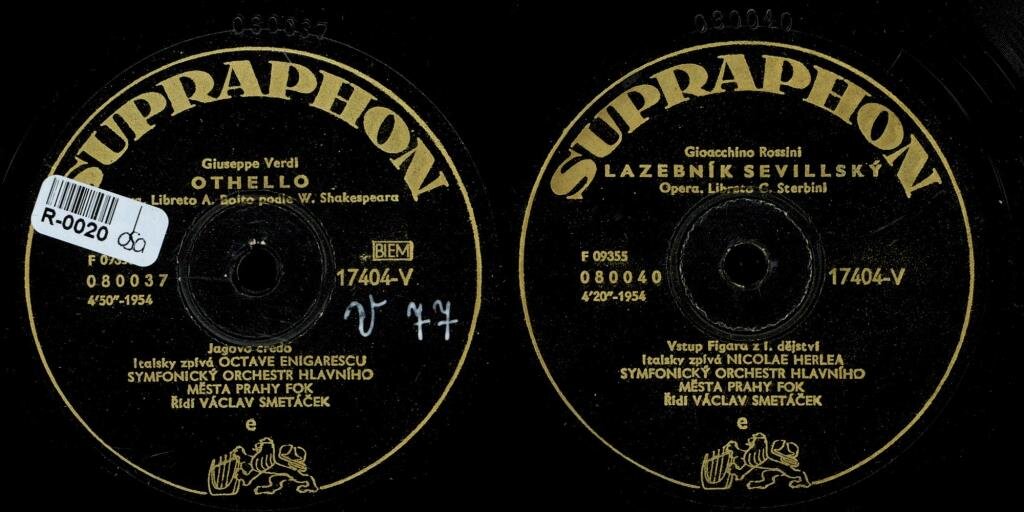 080037
SUPRAPHON
Giuseppe Verdi
OTHELLO
Libreto A. Boito podle W. Shakespeara
R-0020
BIEM
080037
17404-V
4'50"-1954
V 77
Jagovo credo
Italsky zpívá OCTAVE ENIGARESCU
SYMFONICKÝ ORCHESTR HLAVNÍHO
MĚSTA PRAHY FOK
Řídí VÁCLAV SMETÁČEK
e
080040
SUPRAPHON
Gioacchino Rossini
LAZEBNÍK SEVILLSKÝ
Opera, Libreto C. Sterbini
F 09355
080040
17404-V
4'20"-1954
Vstup Figara z I. dějství
Italsky zpívá NICOLAE HERLEA
SYMFONICKÝ ORCHESTR HLAVNÍHO
MĚSTA PRAHY FOK
Řídí VÁCLAV SMETÁČEK
e